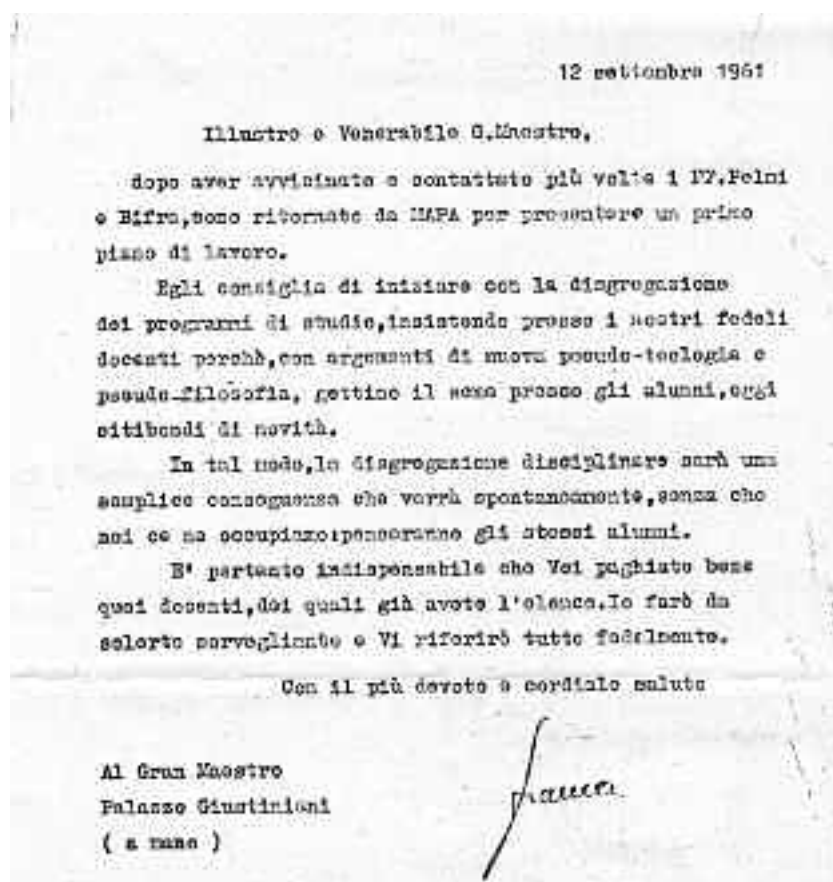 12 settembre 1961
Illustre e Venerabile G.Maestro,
dopo aver avvicinato e contattato più volte i FF.Pelmi
e Bifra,sono ritornato da MAPA per presentare un primo
piano di lavoro.
Egli consiglia di iniziare con la disgregazione
dei programmi di studio,insistendo presso i nostri fedeli
docenti perchè,con argomenti di nuova pseudo-teologia e
pseudo-filosofia, gettino il seme presso gli alunni,oggi
sitibondi di novità.
In tal modo,la disgregazione disciplinare sarà una
semplice conseguenza che verrà spontaneamente,senza che
noi ce ne occupiamo:penseranno gli stessi alunni.
E' pertanto indispensabile che Voi paghiate bene
quei docenti,dei quali già avete l'elenco.Io farò da
solerte sorvegliante e Vi riferirò tutto fedelmente.
Con il più devoto e cordiale saluto
Al Gran Maestro
Palazzo Giustiniani
( a mano )